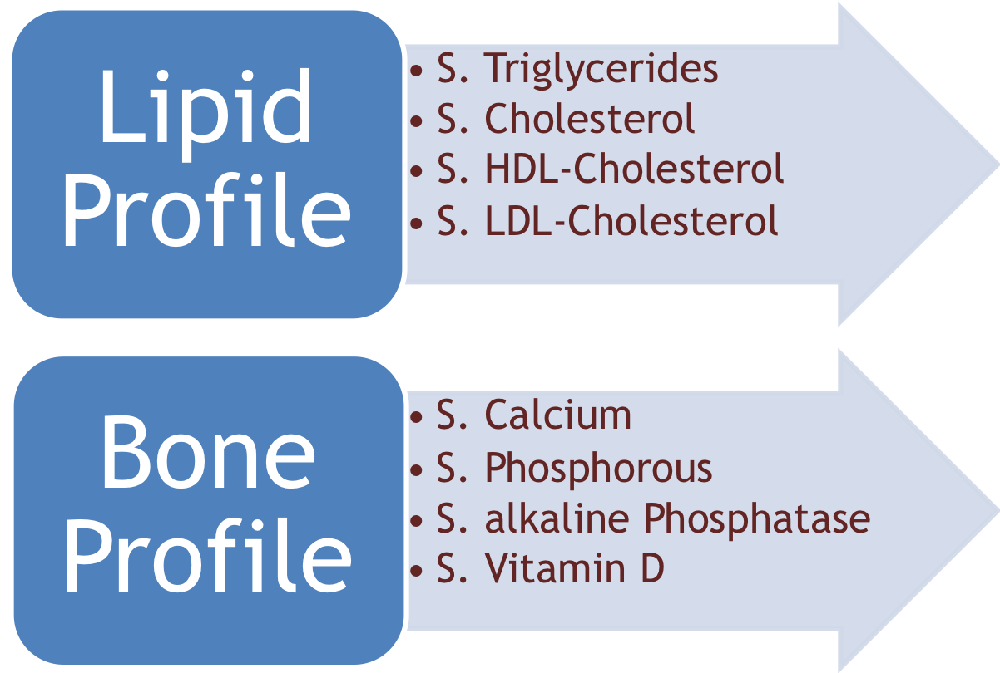 Lipid
Profile
• S. Triglycerides
• S. Cholesterol
• S. HDL-Cholesterol
• S. LDL-Cholesterol
Bone
Profile
• S. Calcium
• S. Phosphorous
• S. alkaline Phosphatase
• S. Vitamin D